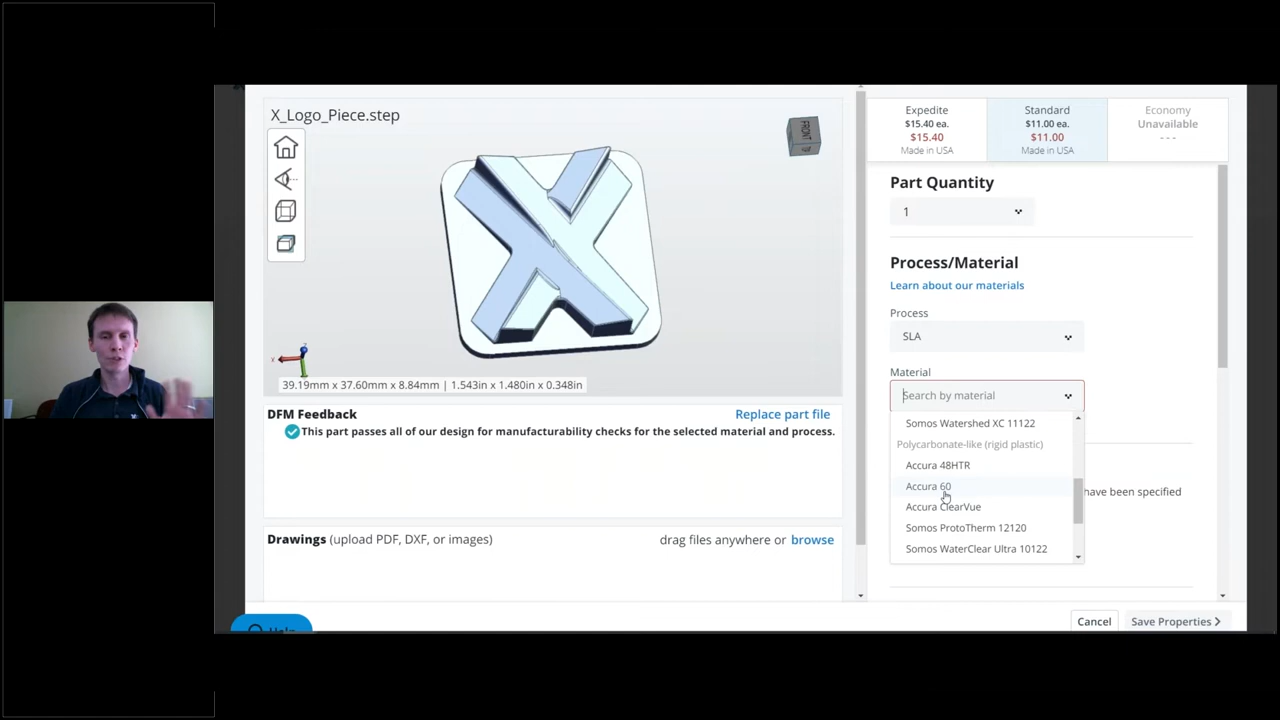 X_Logo_Piece.step
FRONT
39.19mm x 37.60mm x 8.84mm | 1.543in x 1.480in x 0.348in
DFM Feedback
Replace part file
This part passes all of our design for manufacturability checks for the selected material and process.
Drawings (upload PDF, DXF, or images)
drag files anywhere or browse
Expedite
$15.40 ea.
$15.40
Made in USA
Standard
$11.00 ea.
$11.00
Made in USA
Economy
Unavailable
---
Part Quantity
1
Process/Material
Learn about our materials
Process
SLA
Material
Search by material
Somos Watershed XC 11122
Polycarbonate-like (rigid plastic)
Accura 48HTR
Accura 60
Accura ClearVue
Somos ProtoTherm 12120
Somos WaterClear Ultra 10122
have been specified
Cancel
Save Properties